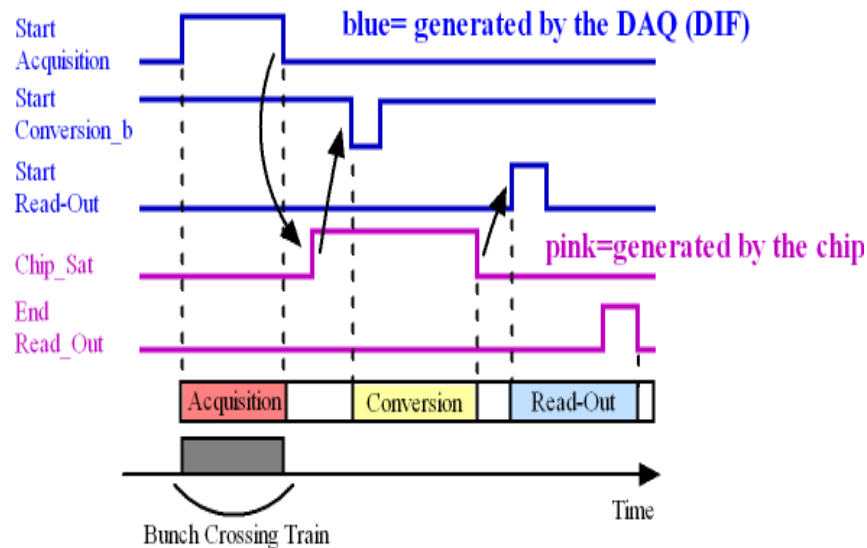 blue= generated by the DAQ (DIF)
Start
Acquisition
Start
Conversion_b
Start
Read-Out
pink=generated by the chip
Chip_Sat
End
Read_Out
Acquisition
Conversion
Read-Out
Time
Bunch Crossing Train